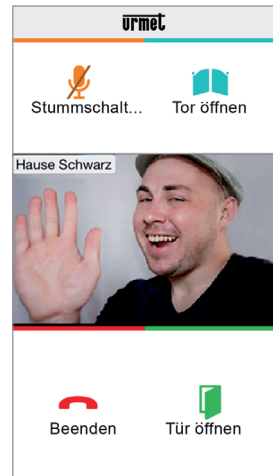 urmet
Stummschalt...
Tor öffnen
Hause Schwarz
Beenden
Tür öffnen